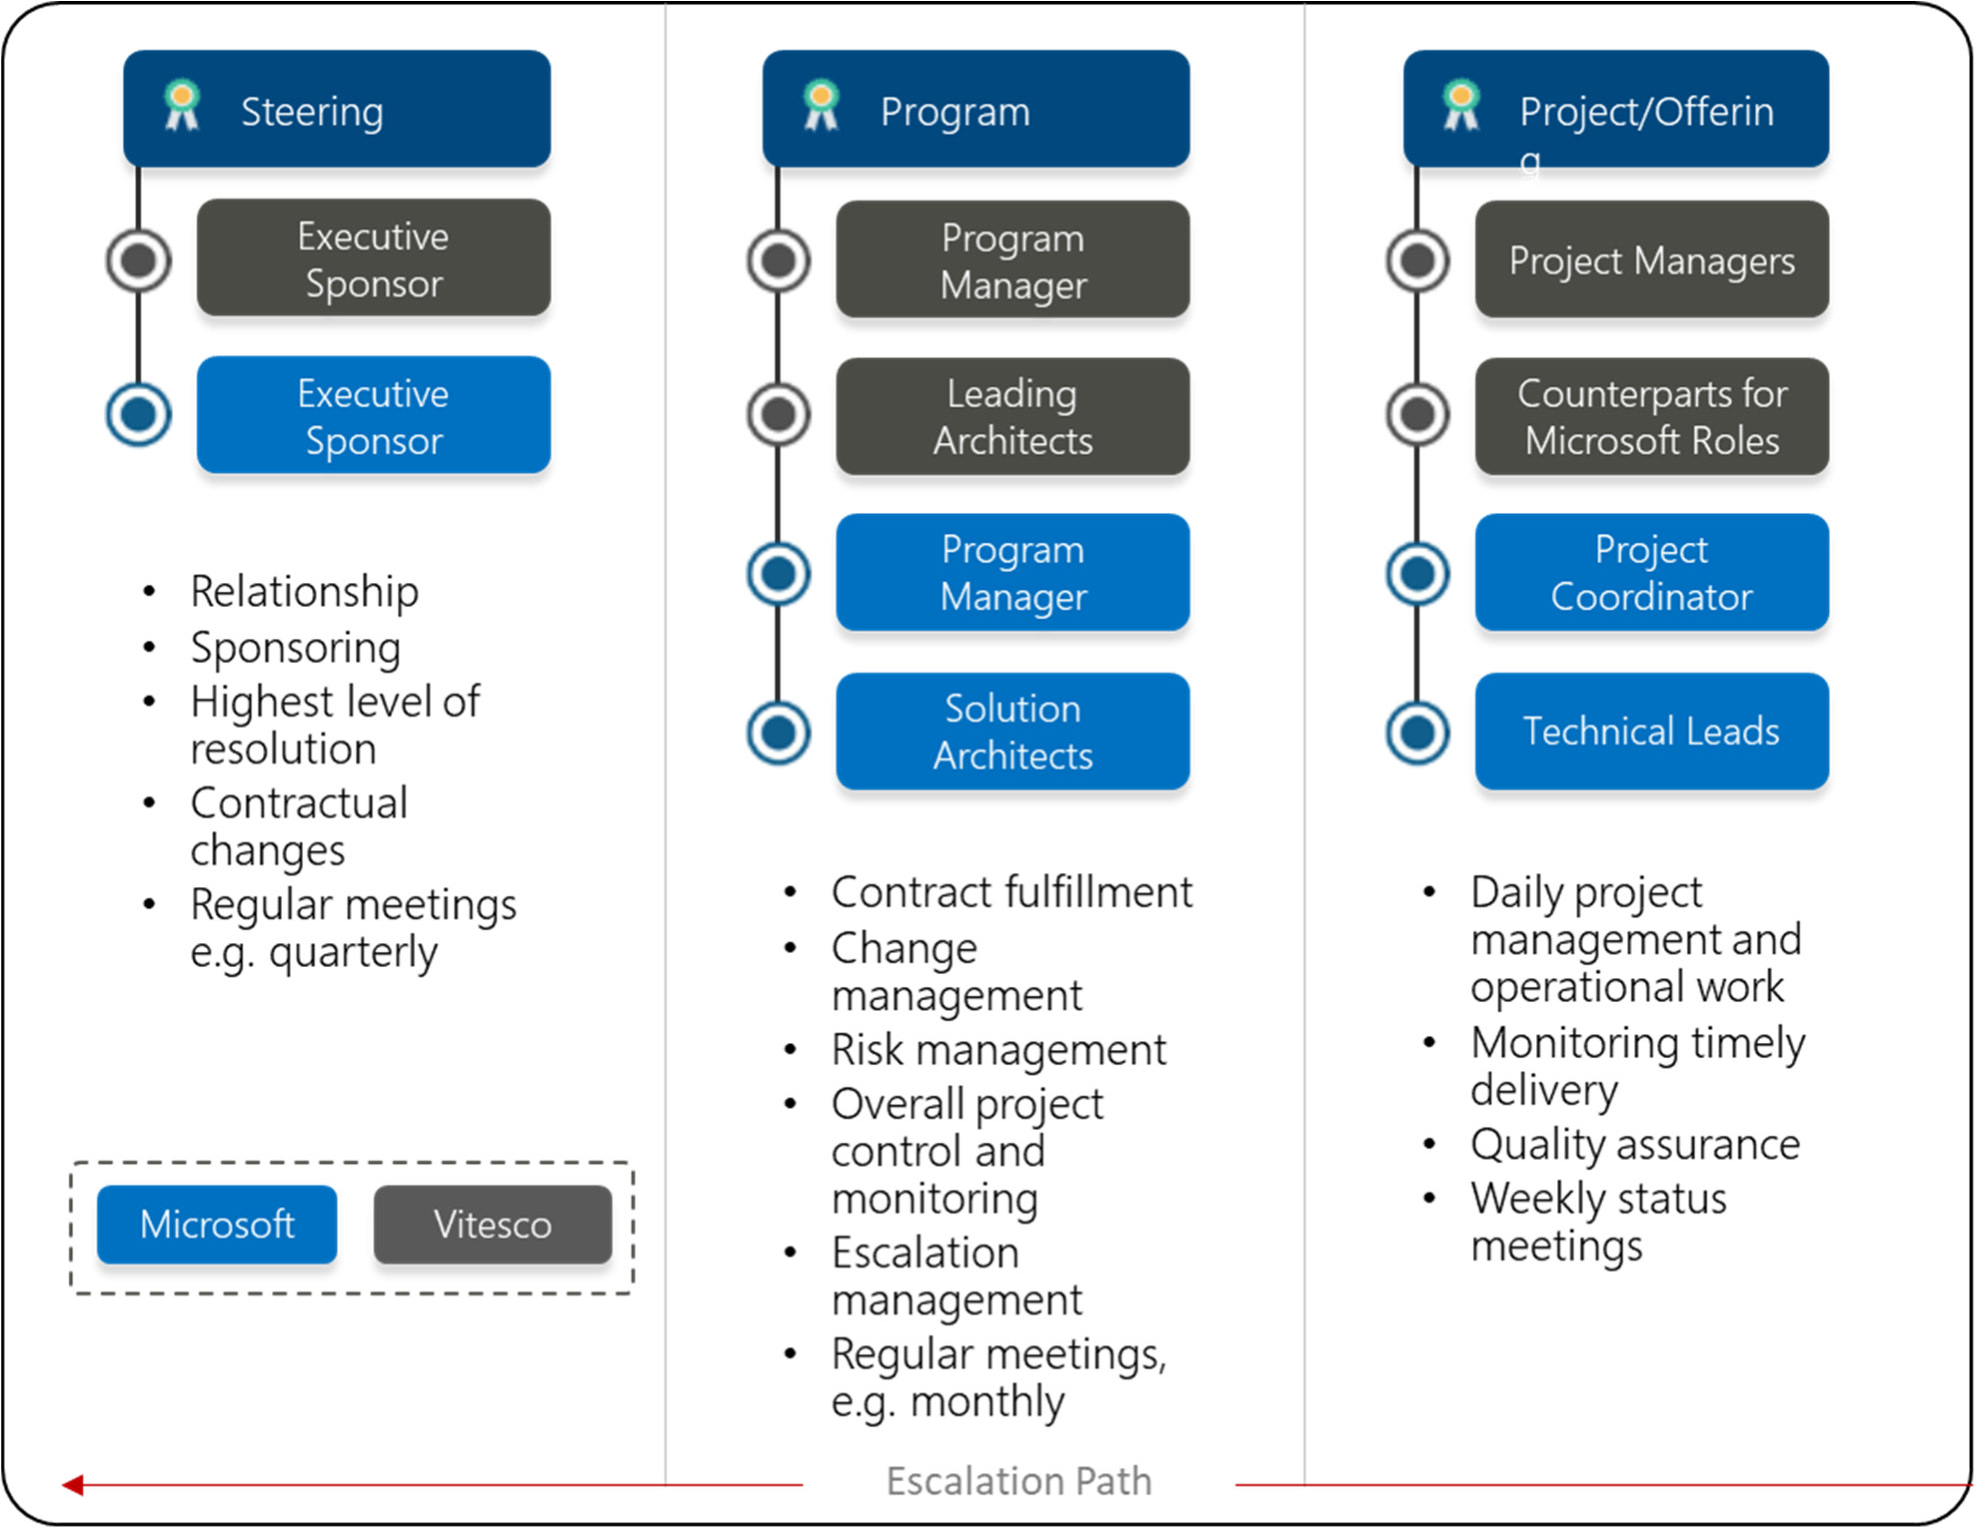 Steering
Executive
Sponsor
Executive
Sponsor
• Relationship
• Sponsoring
• Highest level of
resolution
• Contractual
changes
• Regular meetings
e.g. quarterly
Microsoft
Vitesco
Program
Program
Manager
Leading
Architects
Program
Manager
Solution
Architects
• Contract fulfillment
• Change
management
• Risk management
• Overall project
control and
monitoring
• Escalation
management
• Regular meetings,
e.g. monthly
Project/Offerin
g
Project Managers
Counterparts for
Microsoft Roles
Project
Coordinator
Technical Leads
• Daily project
management and
operational work
• Monitoring timely
delivery
• Quality assurance
• Weekly status
meetings
Escalation Path